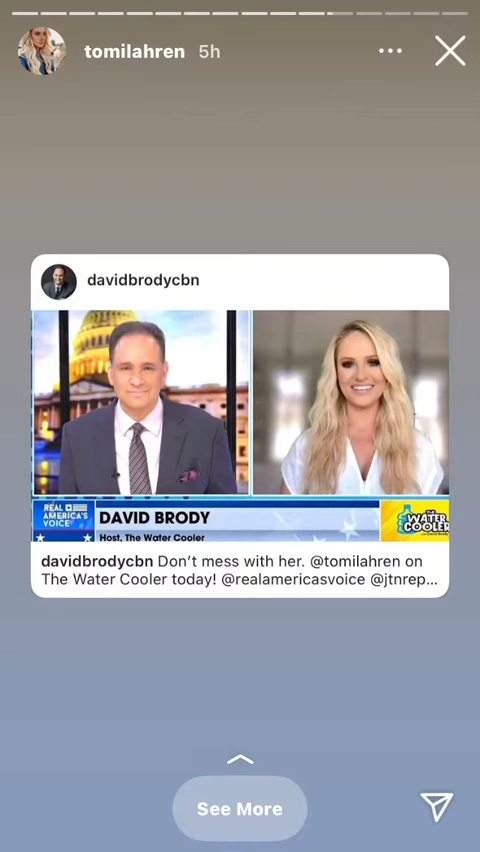 tomilahren 5h
davidbrodycbn
REAL
AMERICA'S
VOICE
DAVID BRODY
Host, The Water Cooler
THE
WATER
COOLER
davidbrodycbn Don't mess with her. @tomilahren on
The Water Cooler today! @realamericasvoice @jtnrep...
See More